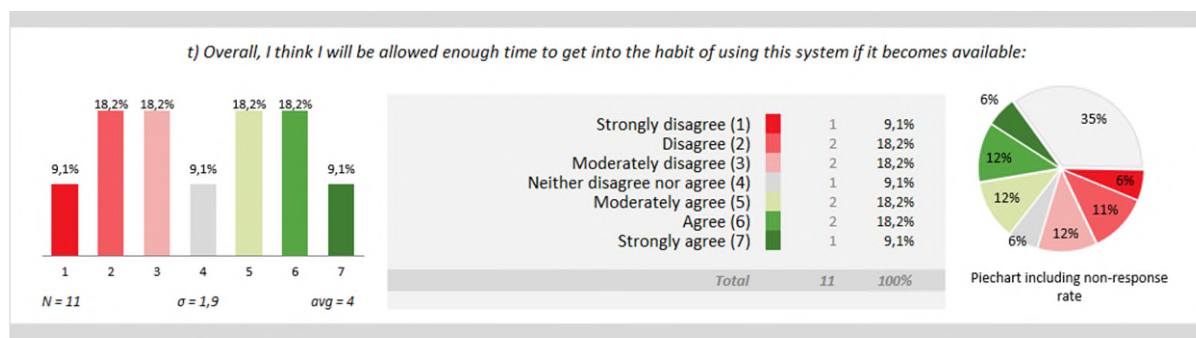 t) Overall, I think I will be allowed enough time to get into the habit of using this system if it becomes available:
18,2% 18,2% 18,2% 18,2%
9,1% 9,1% 9,1%
1 2 3 4 5 6 7
N = 11 σ = 1,9 avg = 4
Strongly disagree (1) 1 9,1%
Disagree (2) 2 18,2%
Moderately disagree (3) 2 18,2%
Neither disagree nor agree (4) 1 9,1%
Moderately agree (5) 2 18,2%
Agree (6) 2 18,2%
Strongly agree (7) 1 9,1%
Total 11 100%
6% 35%
12% 6%
12% 11%
6% 12%
Piechart including non-response
rate